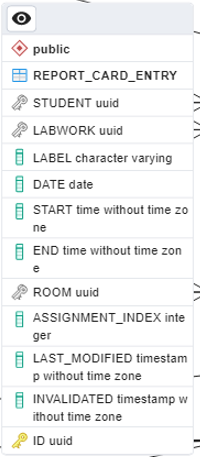 public
REPORT_CARD_ENTRY
STUDENT uuid
LABWORK uuid
LABEL character varying
DATE date
START time without time zo
ne
END time without time zon
e
ROOM uuid
ASSIGNMENT_INDEX inte
ger
LAST_MODIFIED timestam
p without time zone
INVALIDATED timestamp w
ithout time zone
ID uuid